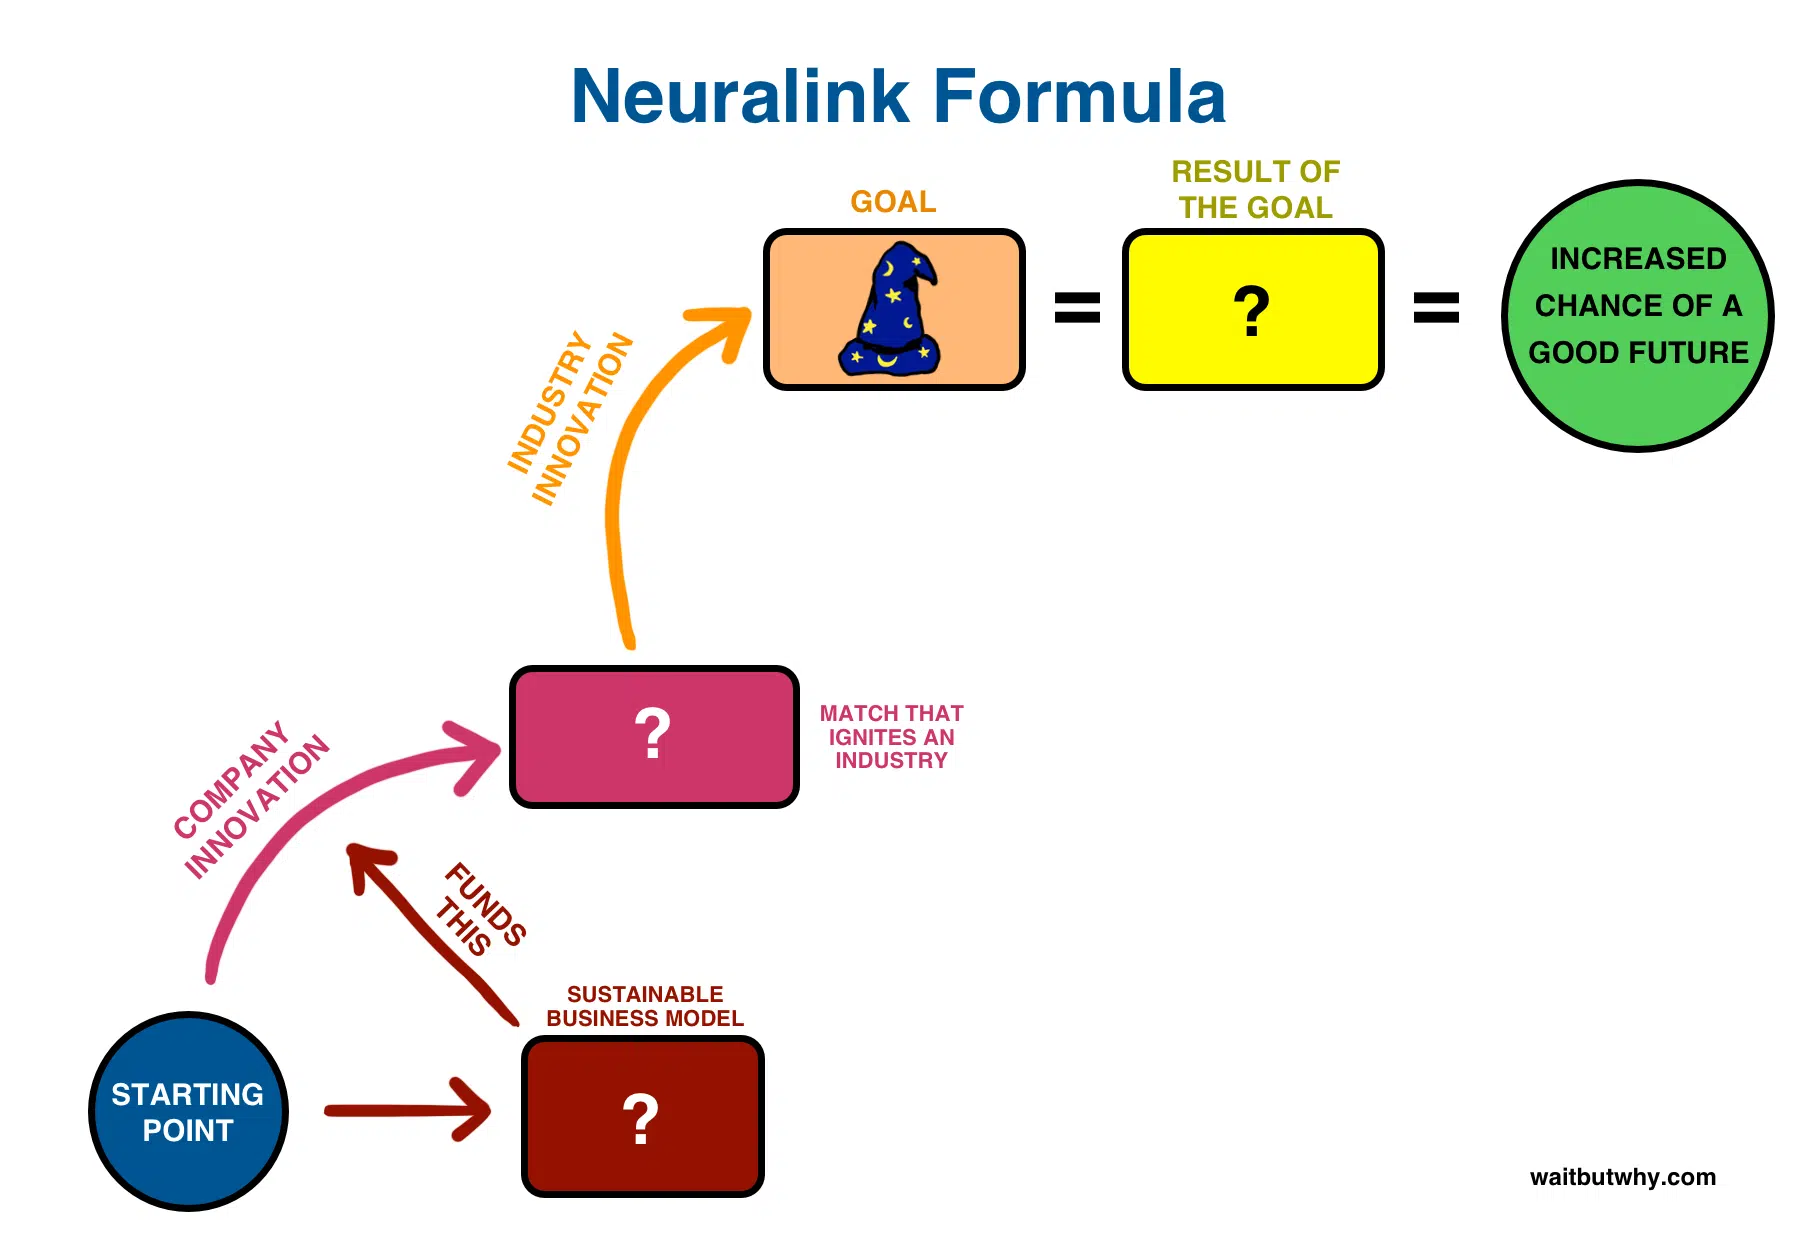 Neuralink Formula
GOAL
RESULT OF
THE GOAL
?
=
=
INCREASED
CHANCE OF A
GOOD FUTURE
INDUSTRY
INNOVATION
?
MATCH THAT
IGNITES AN
INDUSTRY
COMPANY
INNOVATION
FUNDS
THIS
SUSTAINABLE
BUSINESS MODEL
?
STARTING
POINT
waitbutwhy.com